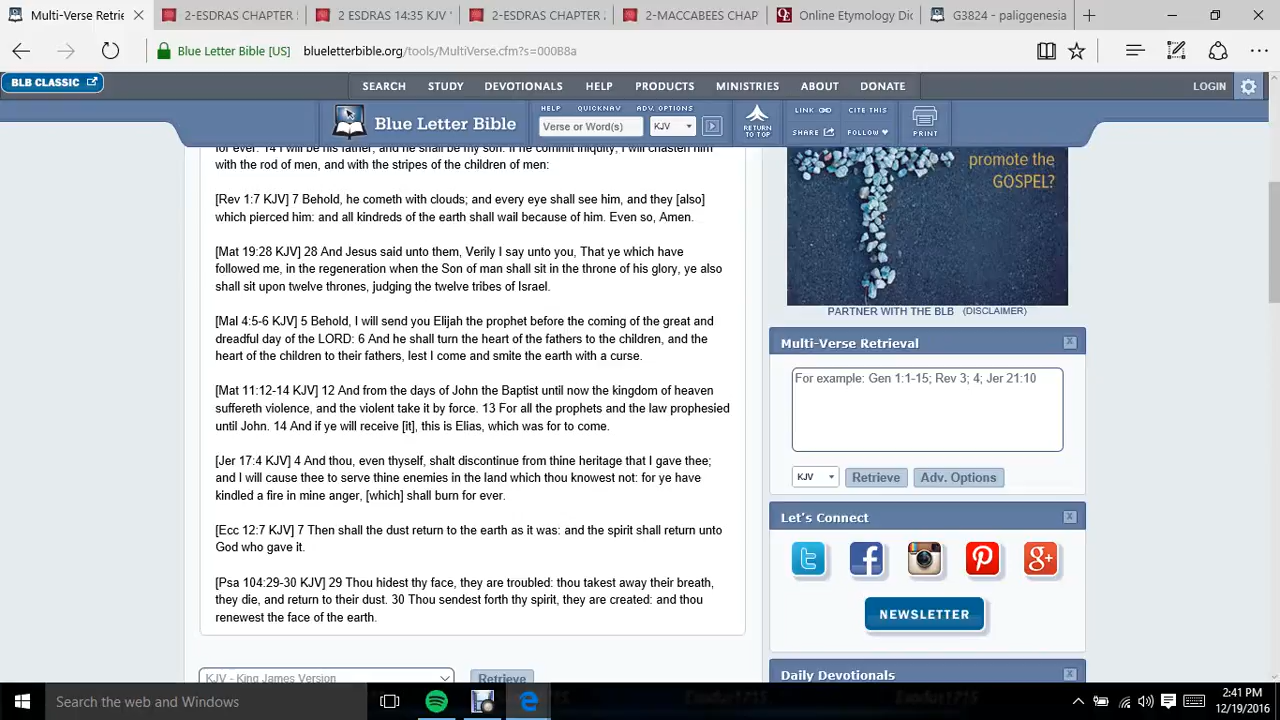 Multi-Verse Retrie
2-ESDRAS CHAPTER
2 ESDRAS 14:35 KJV
2-ESDRAS CHAPTER
2-MACCABEES CHAP
Online Etymology Dic
G3824 - paliggenesia
Blue Letter Bible [US]
blueletterbible.org/tools/MultiVerse.cfm?s=000B8a
BLB CLASSIC
SEARCH STUDY DEVOTIONALS HELP PRODUCTS MINISTRIES ABOUT DONATE
LOGIN
Blue Letter Bible
HELP QUICKNAV ADV. OPTIONS
Verse or Word(s)
KJV
RETURN
TO TOP
LINK CITE THIS
SHARE FOLLOW
PRINT
for ever. 14 I will be his father, and he shall be my son. If he commit iniquity, I will chasten him
with the rod of men, and with the stripes of the children of men:
[Rev 1:7 KJV] 7 Behold, he cometh with clouds; and every eye shall see him, and they [also]
which pierced him: and all kindreds of the earth shall wail because of him. Even so, Amen.
[Mat 19:28 KJV] 28 And Jesus said unto them, Verily I say unto you, That ye which have
followed me, in the regeneration when the Son of man shall sit in the throne of his glory, ye also
shall sit upon twelve thrones, judging the twelve tribes of Israel.
[Mal 4:5-6 KJV] 5 Behold, I will send you Elijah the prophet before the coming of the great and
dreadful day of the LORD: 6 And he shall turn the heart of the fathers to the children, and the
heart of the children to their fathers, lest I come and smite the earth with a curse.
[Mat 11:12-14 KJV] 12 And from the days of John the Baptist until now the kingdom of heaven
suffereth violence, and the violent take it by force. 13 For all the prophets and the law prophesied
until John. 14 And if ye will receive [it], this is Elias, which was for to come.
[Jer 17:4 KJV] 4 And thou, even thyself, shalt discontinue from thine heritage that I gave thee;
and I will cause thee to serve thine enemies in the land which thou knowest not: for ye have
kindled a fire in mine anger, [which] shall burn for ever.
[Ecc 12:7 KJV] 7 Then shall the dust return to the earth as it was: and the spirit shall return unto
God who gave it.
[Psa 104:29-30 KJV] 29 Thou hidest thy face, they are troubled: thou takest away their breath,
they die, and return to their dust. 30 Thou sendest forth thy spirit, they are created: and thou
renewest the face of the earth.
KJV - King James Version
Retrieve
promote the
GOSPEL?
PARTNER WITH THE BLB (DISCLAIMER)
Multi-Verse Retrieval
For example: Gen 1:1-15; Rev 3; 4; Jer 21:10
KJV
Retrieve
Adv. Options
Let's Connect
NEWSLETTER
Daily Devotionals
Search the web and Windows
2:41 PM
12/19/2016